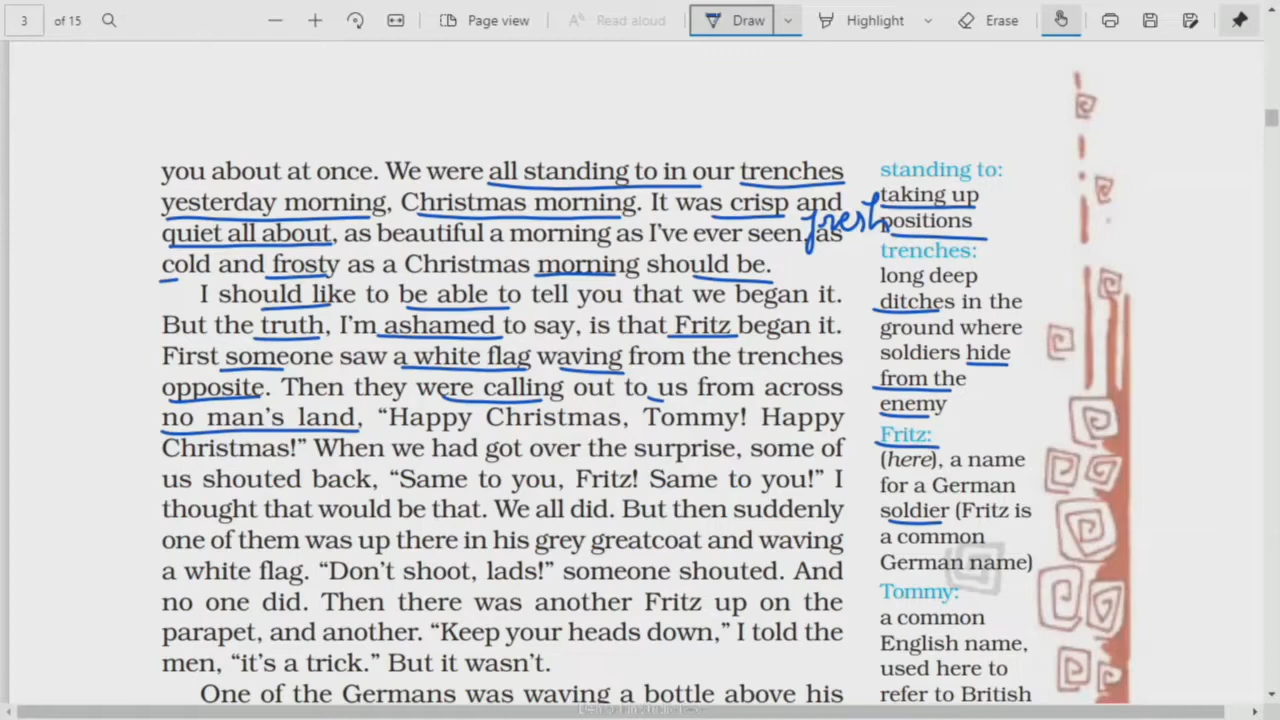 3 of 15 Page view Read aloud Draw Highlight Erase
you about at once. We were all standing to in our trenches
yesterday morning, Christmas morning. It was crisp and
fresh
quiet all about, as beautiful a morning as I've ever seen, as
cold and frosty as a Christmas morning should be.
I should like to be able to tell you that we began it.
But the truth, I'm ashamed to say, is that Fritz began it.
First someone saw a white flag waving from the trenches
opposite. Then they were calling out to us from across
no man's land, “Happy Christmas, Tommy! Happy
Christmas!” When we had got over the surprise, some of
us shouted back, “Same to you, Fritz! Same to you!” I
thought that would be that. We all did. But then suddenly
one of them was up there in his grey greatcoat and waving
a white flag. “Don't shoot, lads!” someone shouted. And
no one did. Then there was another Fritz up on the
parapet, and another. “Keep your heads down,” I told the
men, “it's a trick.” But it wasn't.
One of the Germans was waving a bottle above his
standing to:
taking up
positions
trenches:
long deep
ditches in the
ground where
soldiers hide
from the
enemy
Fritz:
(here), a name
for a German
soldier (Fritz is
a common
German name)
Tommy:
a common
English name,
used here to
refer to British